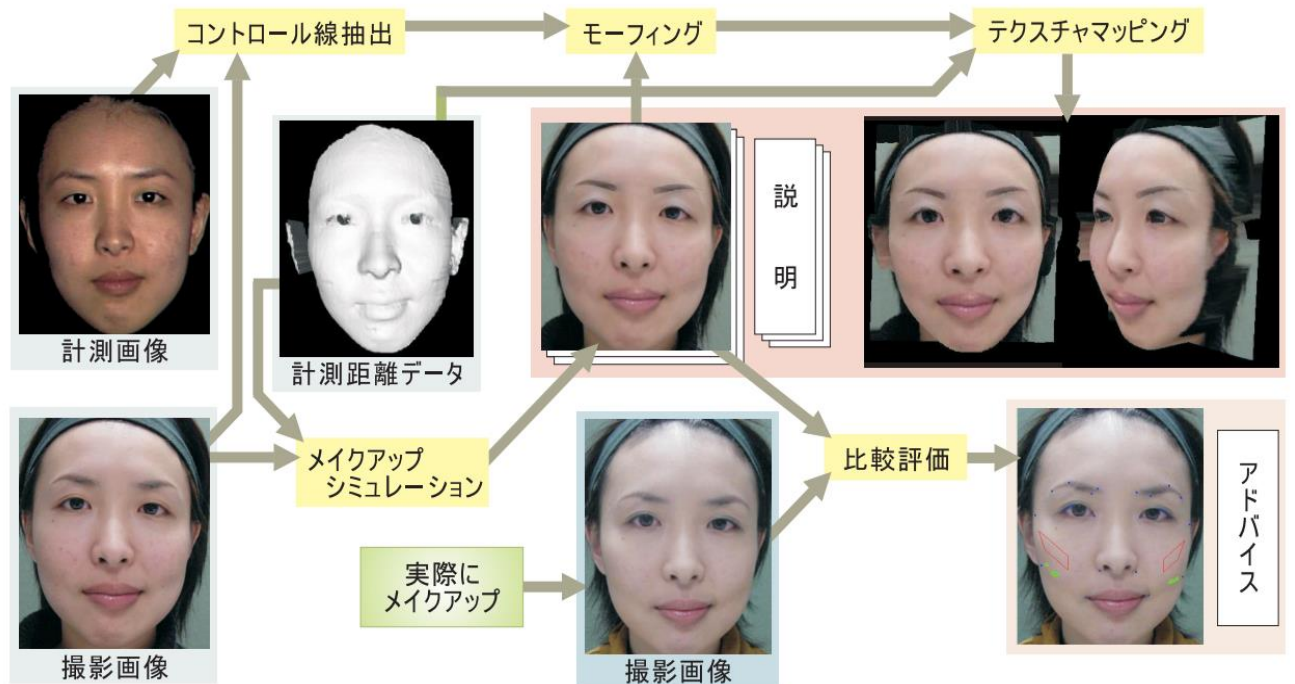 コントロール線抽出
モーフィング
テクスチャマッピング
説
明
計測画像
計測距離データ
メイクアップ
シミュレーション
比較評価
アドバイス
実際に
メイクアップ
撮影画像
撮影画像